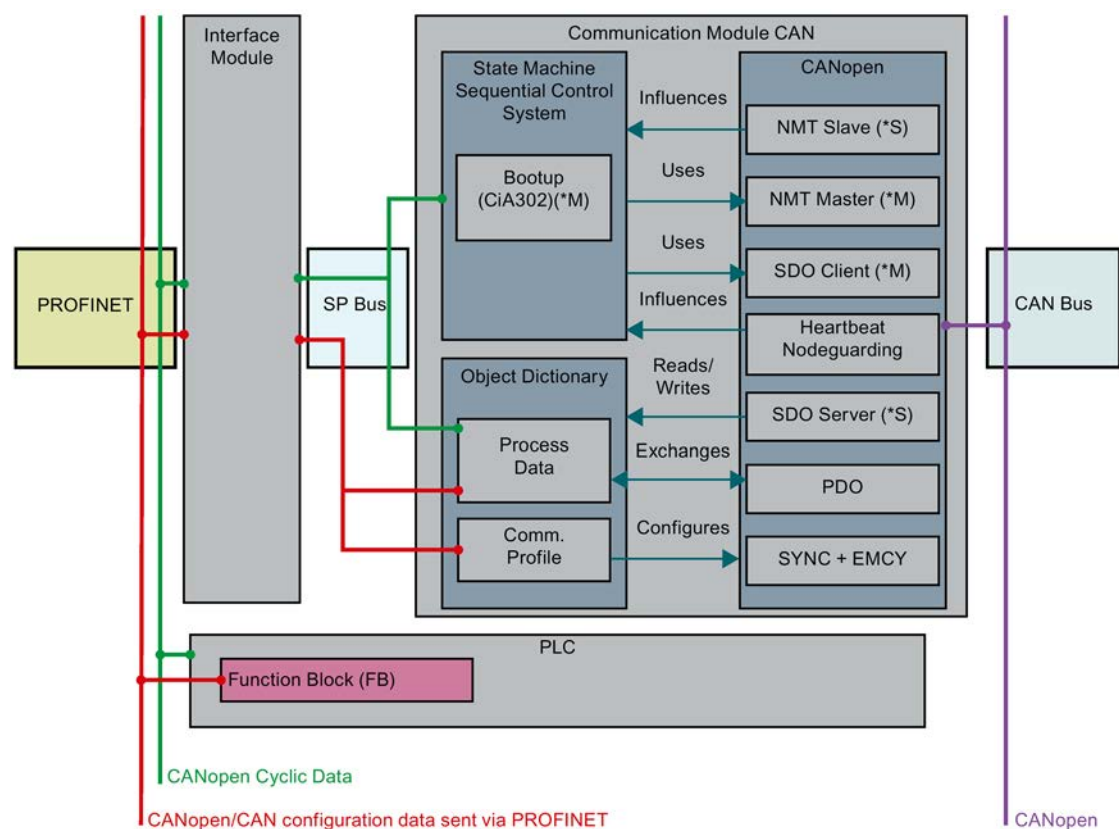 Interface
Module
Communication Module CAN
State Machine
Sequential Control
System
CANopen
Influences
NMT Slave (*S)
Bootup
(CiA302)(*M)
Uses
NMT Master (*M)
Uses
SDO Client (*M)
PROFINET
SP Bus
CAN Bus
Influences
Heartbeat
Nodeguarding
Object Dictionary
Reads/
Writes
SDO Server (*S)
Process
Data
Exchanges
PDO
Comm.
Profile
Configures
SYNC + EMCY
PLC
Function Block (FB)
CANopen Cyclic Data
CANopen/CAN configuration data sent via PROFINET
CANopen